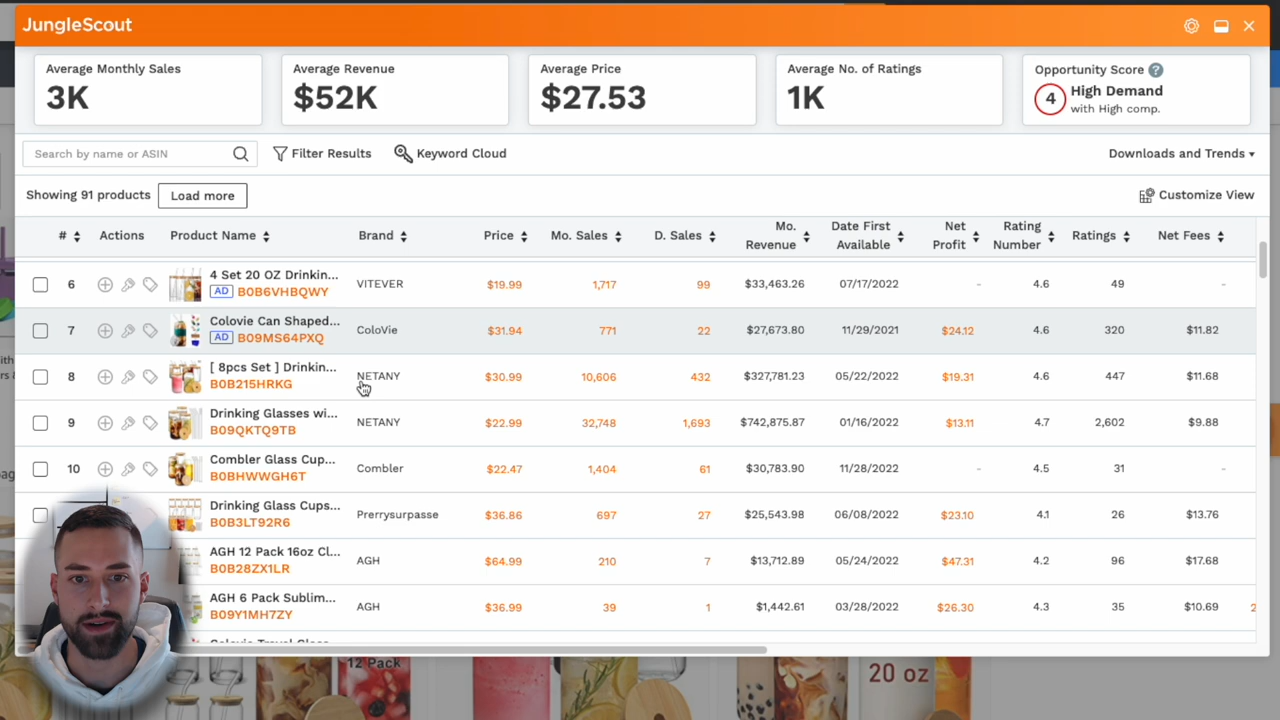 JungleScout
Average Monthly Sales
3K
Average Revenue
$52K
Average Price
$27.53
Average No. of Ratings
1K
Opportunity Score ?
4 High Demand
with High comp.
Search by name or ASIN Filter Results Keyword Cloud Downloads and Trends
Showing 91 products Load more Customize View
# Actions Product Name Brand Price Mo. Sales D. Sales Mo. Revenue Date First Available Net Profit Rating Number Ratings Net Fees
6 4 Set 20 OZ Drinkin... VITEVER $19.99 1,717 99 $33,463.26 07/17/2022 - 4.6 49 -
AD B0B6VHBQWY
7 Colovie Can Shaped... ColoVie $31.94 771 22 $27,673.80 11/29/2021 $24.12 4.6 320 $11.82
AD B09MS64PXQ
8 [ 8pcs Set ] Drinkin... NETANY $30.99 10,606 432 $327,781.23 05/22/2022 $19.31 4.6 447 $11.68
B0B215HRKG
9 Drinking Glasses wi... NETANY $22.99 32,748 1,693 $742,875.87 01/16/2022 $13.11 4.7 2,602 $9.88
B09QKTQ9TB
10 Combler Glass Cup... Combler $22.47 1,404 61 $30,783.90 11/28/2022 - 4.5 31 -
B0BHWWGH6T
Drinking Glass Cups... Prerrysurpasse $36.86 697 27 $25,543.98 06/08/2022 $23.10 4.1 26 $13.76
B0B3LT92R6
AGH 12 Pack 16oz Cl... AGH $64.99 210 7 $13,712.89 05/24/2022 $47.31 4.2 96 $17.68
B0B28ZX1LR
AGH 6 Pack Sublim... AGH $36.99 39 1 $1,442.61 03/28/2022 $26.30 4.3 35 $10.69 2
B09Y1MH7ZY
12 Pack
20 oz